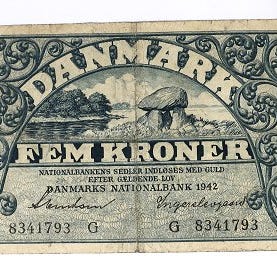 DANMARK
FEM KRONER
NATIONALBANKENS SEDLER INDLØSES MED GULD
EFTER GÆLDENDE LOV
DANMARKS NATIONALBANK 1942
8341793 G G 8341793